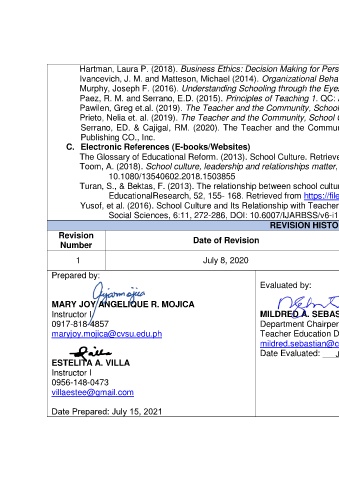 Hartman, Laura P. (2018). Business Ethics: Decision Making for Pers
Ivancevich, J. M. and Matteson, Michael (2014). Organizational Beha
Murphy, Joseph F. (2016). Understanding Schooling through the Eye
Paez, R. M. and Serrano, E.D. (2015). Principles of Teaching 1. QC:
Pawilen, Greg et.al. (2019). The Teacher and the Community, School
Prieto, Nelia et. al. (2019). The Teacher and the Community, School C
Serrano, ED. & Cajigal, RM. (2020). The Teacher and the Commu
Publishing CO., Inc.
C. Electronic References (E-books/Websites)
The Glossary of Educational Reform. (2013). School Culture. Retrieve
Toom, A. (2018). School culture, leadership and relationships matter,
10.1080/13540602.2018.1503855
Turan, S., & Bektas, F. (2013). The relationship between school cultu
EducationalResearch, 52, 155- 168. Retrieved from https://file
Yusof, et al. (2016). School Culture and Its Relationship with Teacher
Social Sciences, 6:11, 272-286, DOI: 10.6007/IJARBSS/v6-i1
REVISION HISTO
Revision Number
Date of Revision
1
July 8, 2020
Prepared by:
MARY JOY ANGELIQUE R. MOJICA
Instructor I
0917-818-4857
maryjoy.mojica@cvsu.edu.ph
ESTELITA A. VILLA
Instructor I
0956-148-0473
villaestee@gmail.com
Date Prepared: July 15, 2021
Evaluated by:
MILDRED A. SEBAS
Department Chairper
Teacher Education D
mildred.sebastian@c
Date Evaluated: ___J